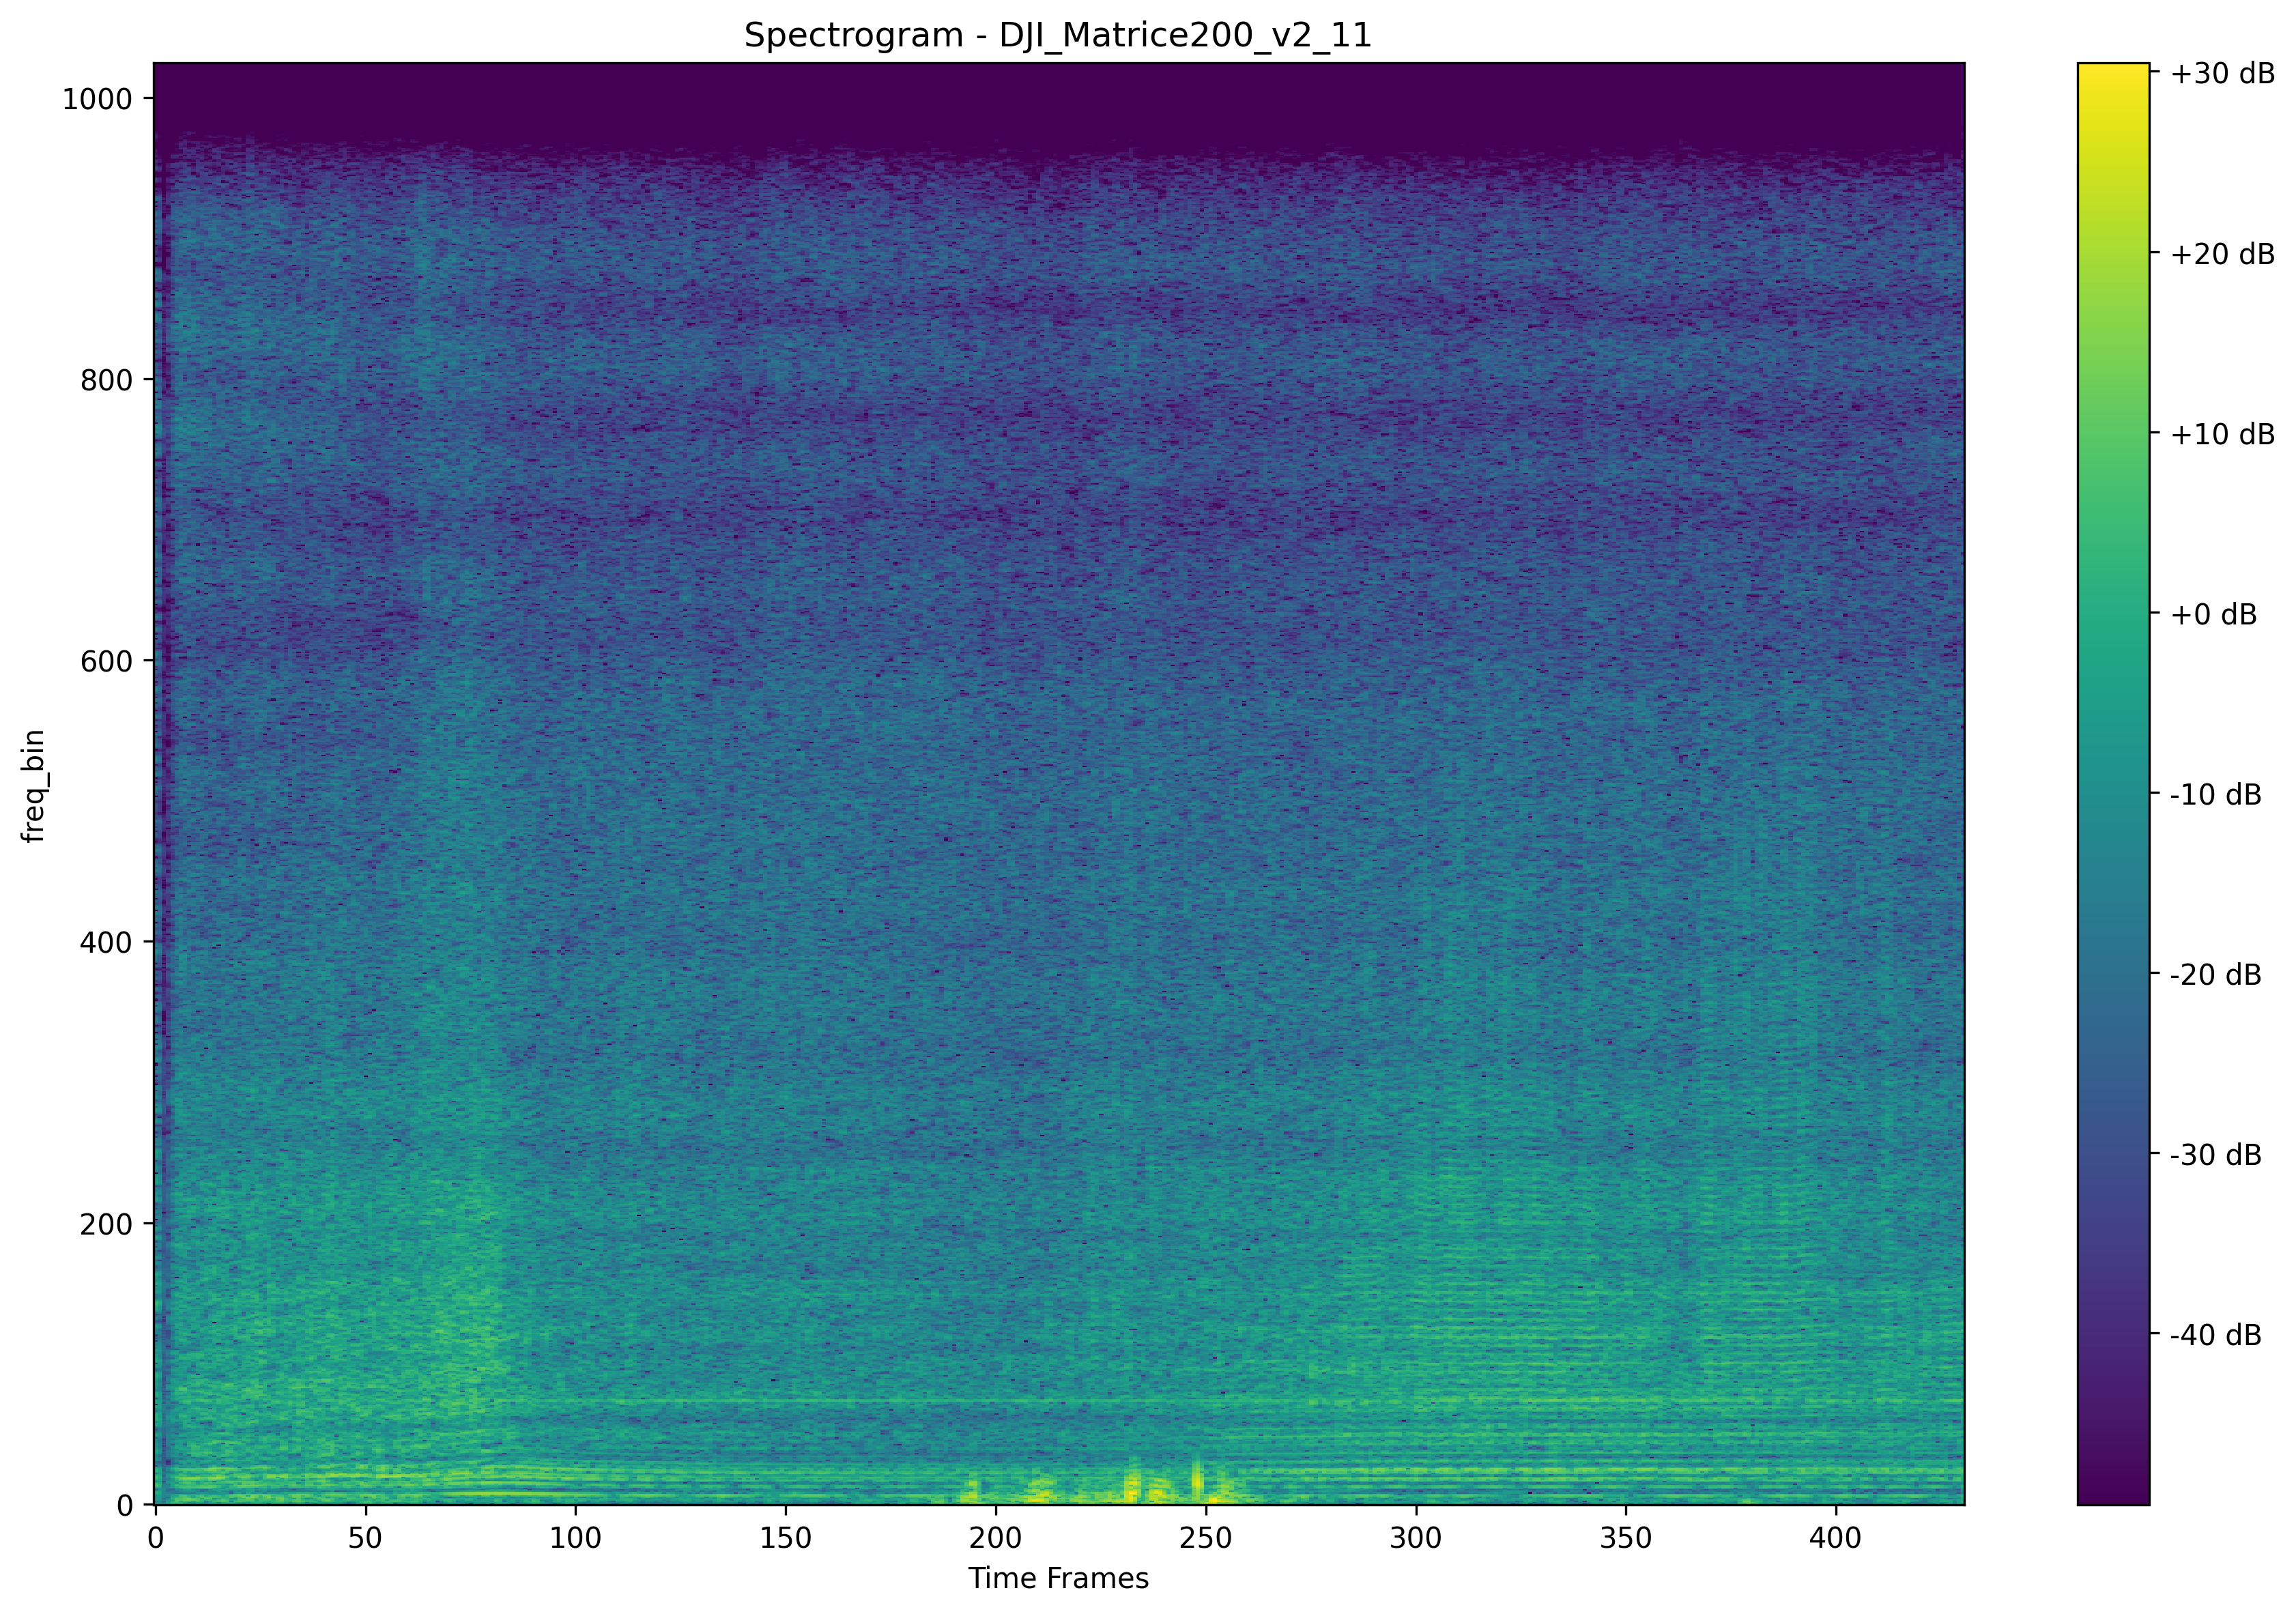 Spectrogram - DJI_Matrice200_v2_11
1000
800
600
400
200
0
freq_bin
0 50 100 150 200 250 300 350 400
Time Frames
+30 dB
+20 dB
+10 dB
+0 dB
-10 dB
-20 dB
-30 dB
-40 dB